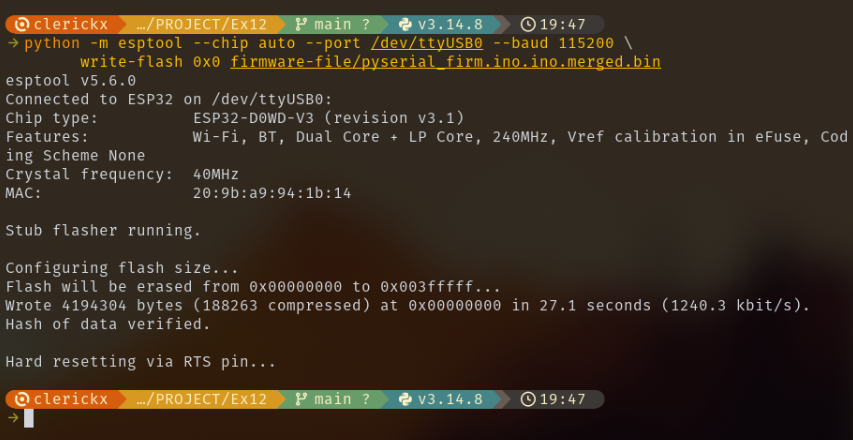 clerickx …/PROJECT/Ex12 main ? v3.14.8 19:47
→ python -m esptool --chip auto --port /dev/ttyUSB0 --baud 115200 \
write-flash 0x0 firmware-file/pyserial_firm.ino.ino.merged.bin
esptool v5.6.0
Connected to ESP32 on /dev/ttyUSB0:
Chip type: ESP32-D0WD-V3 (revision v3.1)
Features: Wi-Fi, BT, Dual Core + LP Core, 240MHz, Vref calibration in eFuse, Cod
ing Scheme None
Crystal frequency: 40MHz
MAC: 20:9b:a9:94:1b:14
Stub flasher running.
Configuring flash size...
Flash will be erased from 0x00000000 to 0x003fffff...
Wrote 4194304 bytes (188263 compressed) at 0x00000000 in 27.1 seconds (1240.3 kbit/s).
Hash of data verified.
Hard resetting via RTS pin...
clerickx …/PROJECT/Ex12 main ? v3.14.8 19:47
→